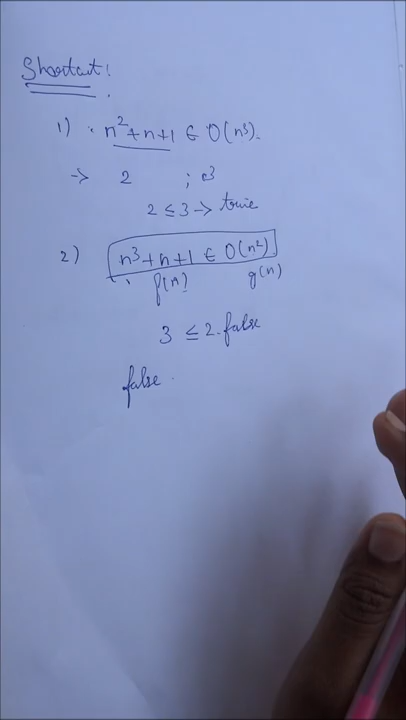 Shortcut:
1) n²+n+1 ∈ O(n³).
-> 2 ; 3
2 ≤ 3 -> true
2) n³+n+1 ∈ O(n²)
f(n) g(n)
3 ≤ 2. false
false.